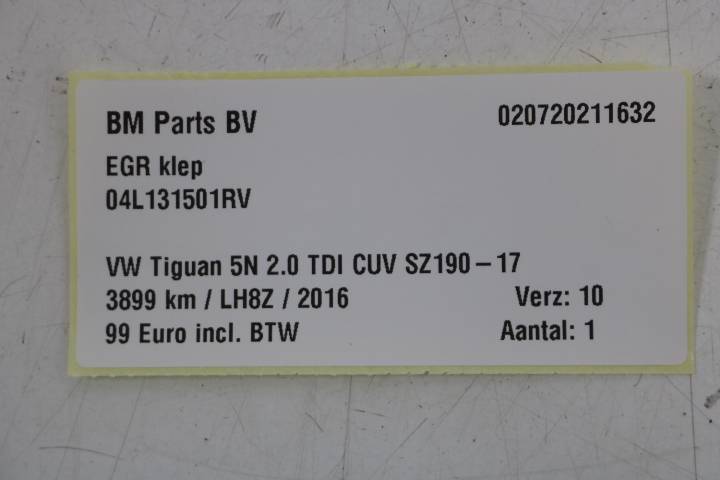 BM Parts BV 020720211632
EGR klep
04L131501RV
VW Tiguan 5N 2.0 TDI CUV SZ190-17
3899 km / LH8Z / 2016 Verz: 10
99 Euro incl. BTW Aantal: 1